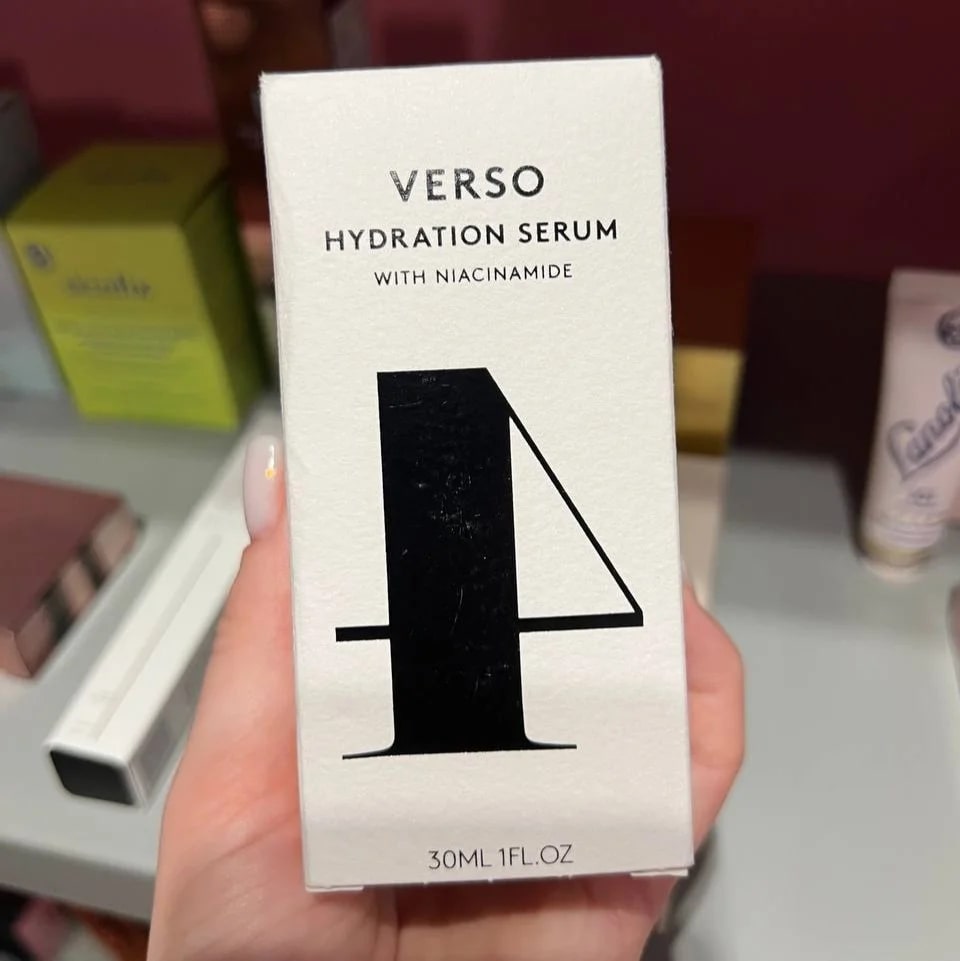 VERSO
HYDRATION SERUM
WITH NIACINAMIDE
4
30ML 1FL.OZ